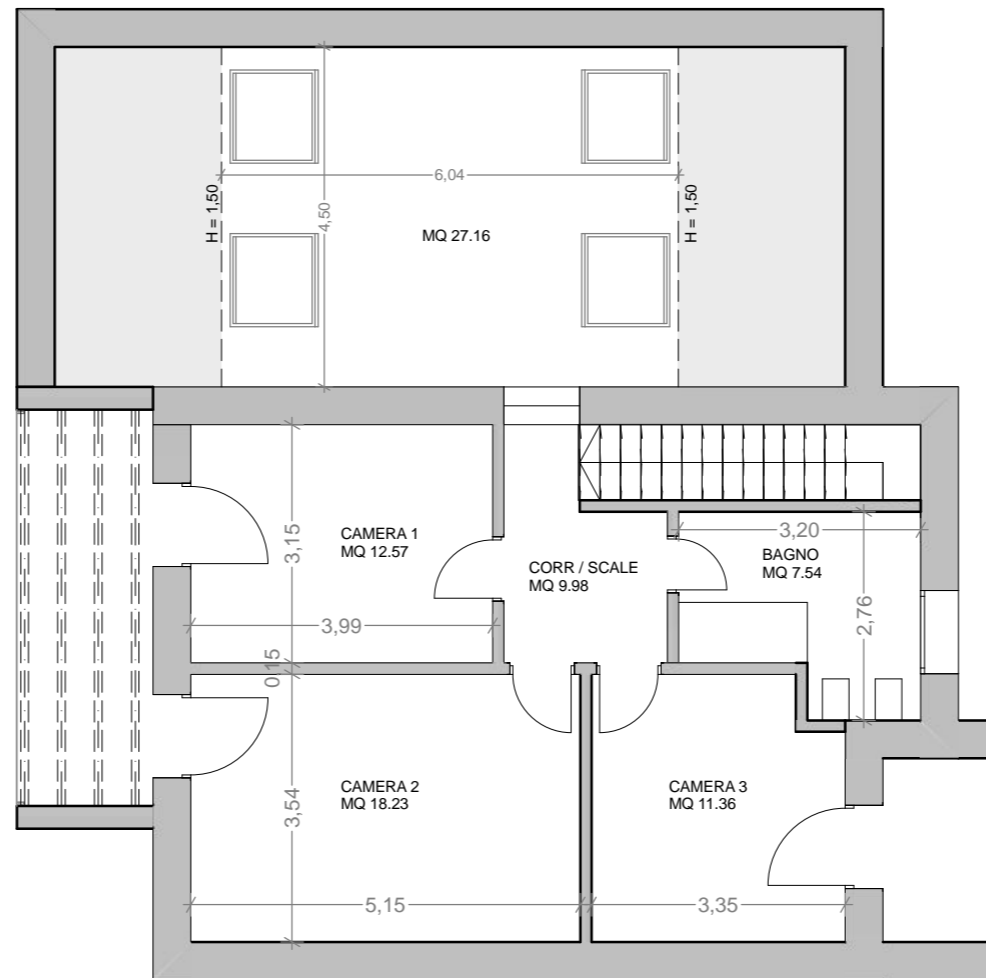 6,04
4,50
H = 1,50
H = 1,50
MQ 27.16
3,20
CAMERA 1
MQ 12.57
3,15
BAGNO
MQ 7.54
CORR / SCALE
MQ 9.98
2,76
3,99
0,15
CAMERA 2
MQ 18.23
CAMERA 3
MQ 11.36
3,54
5,15
3,35